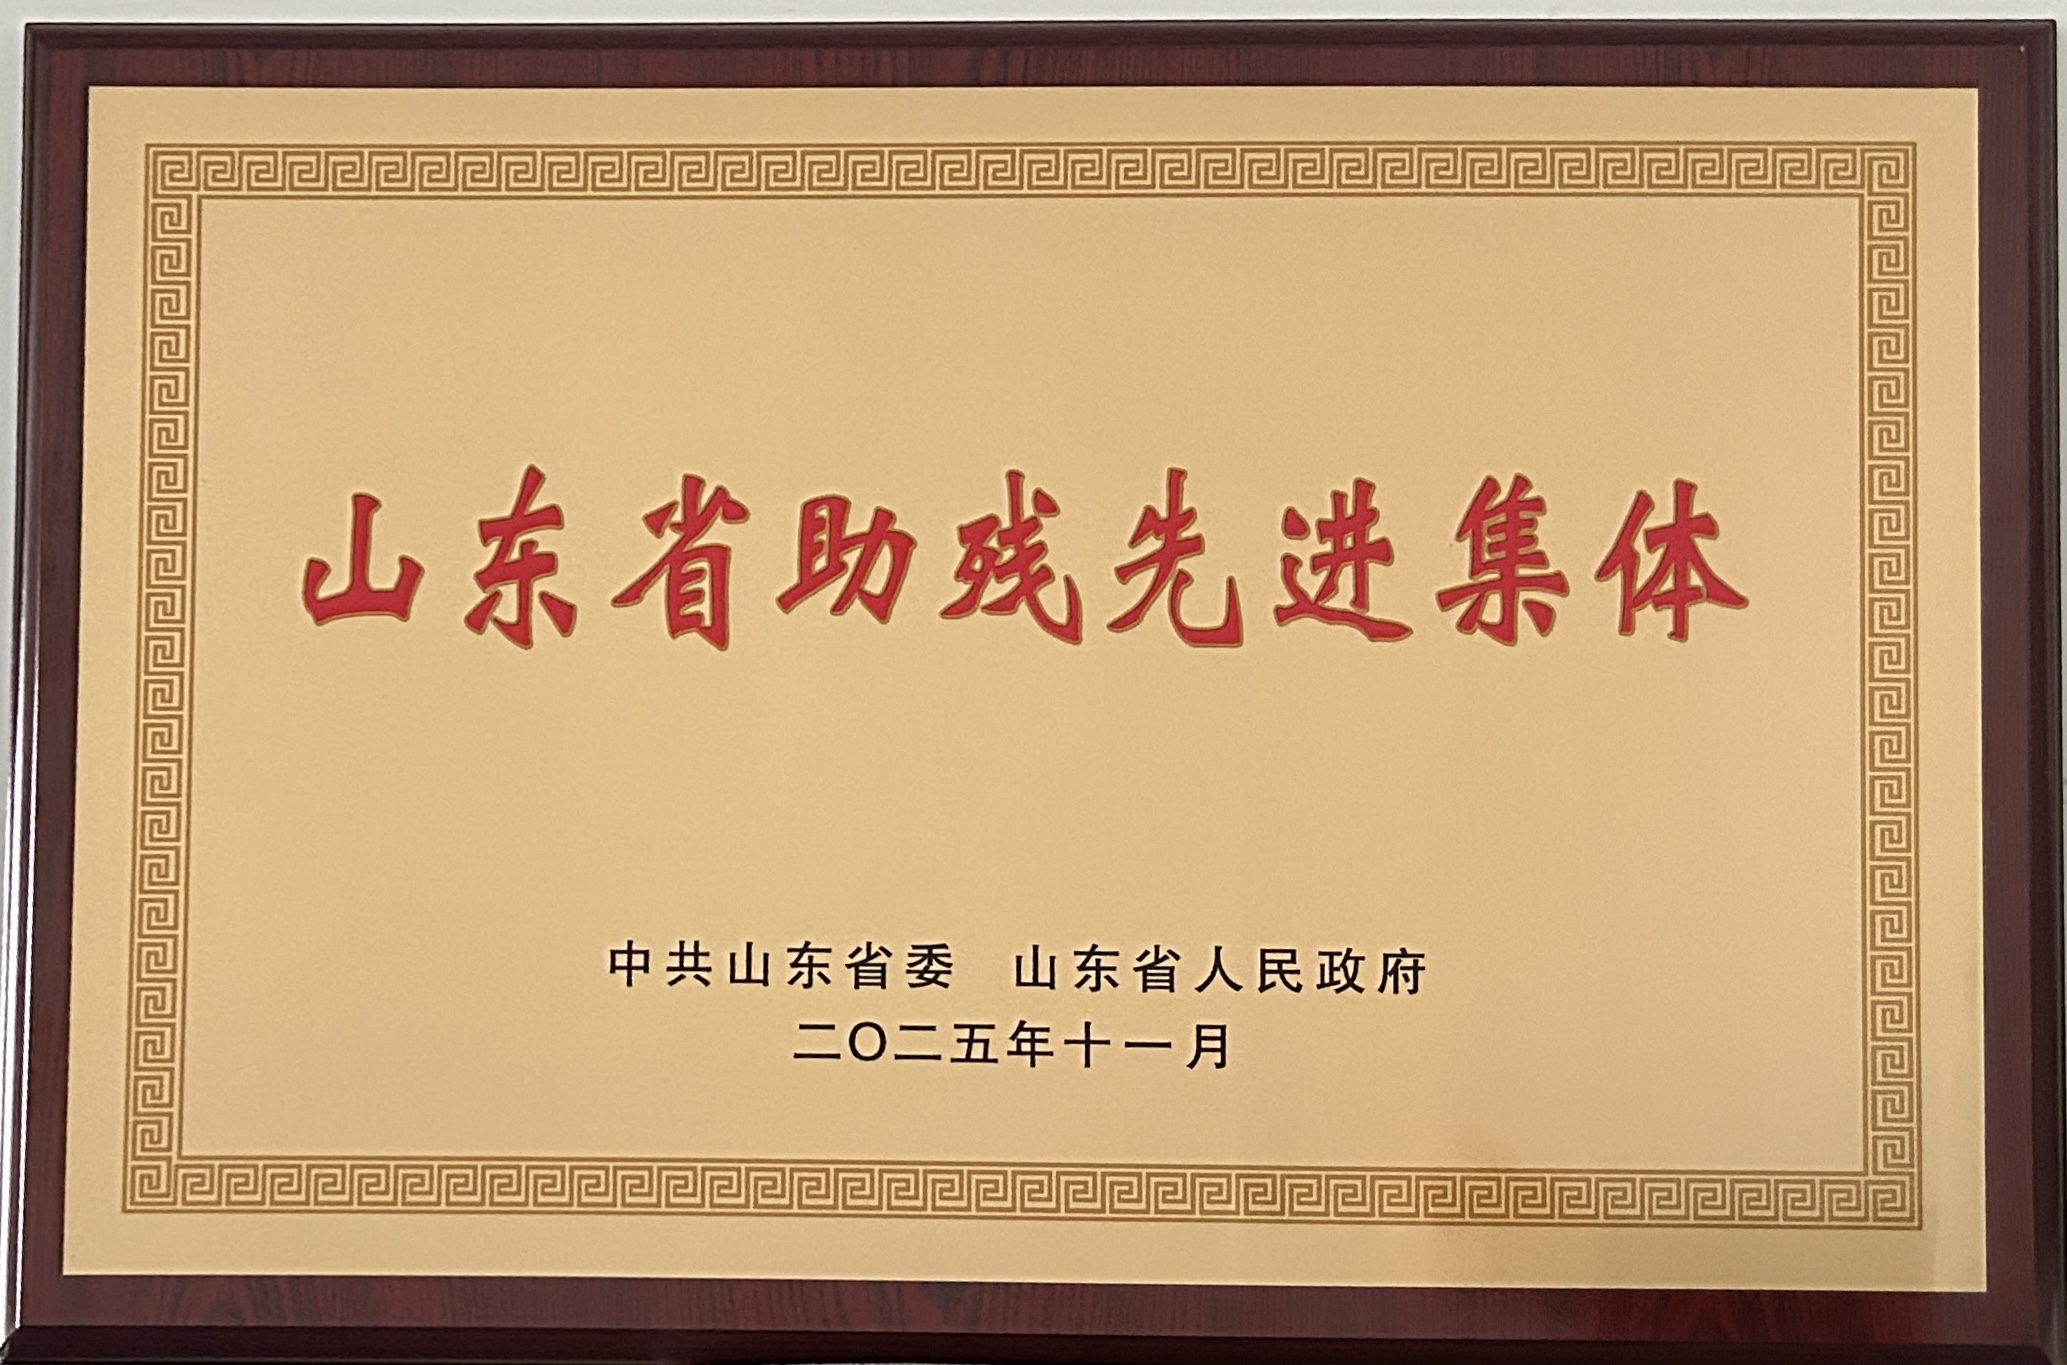 山东省助残先进集体
中共山东省委 山东省人民政府
二〇二五年十一月